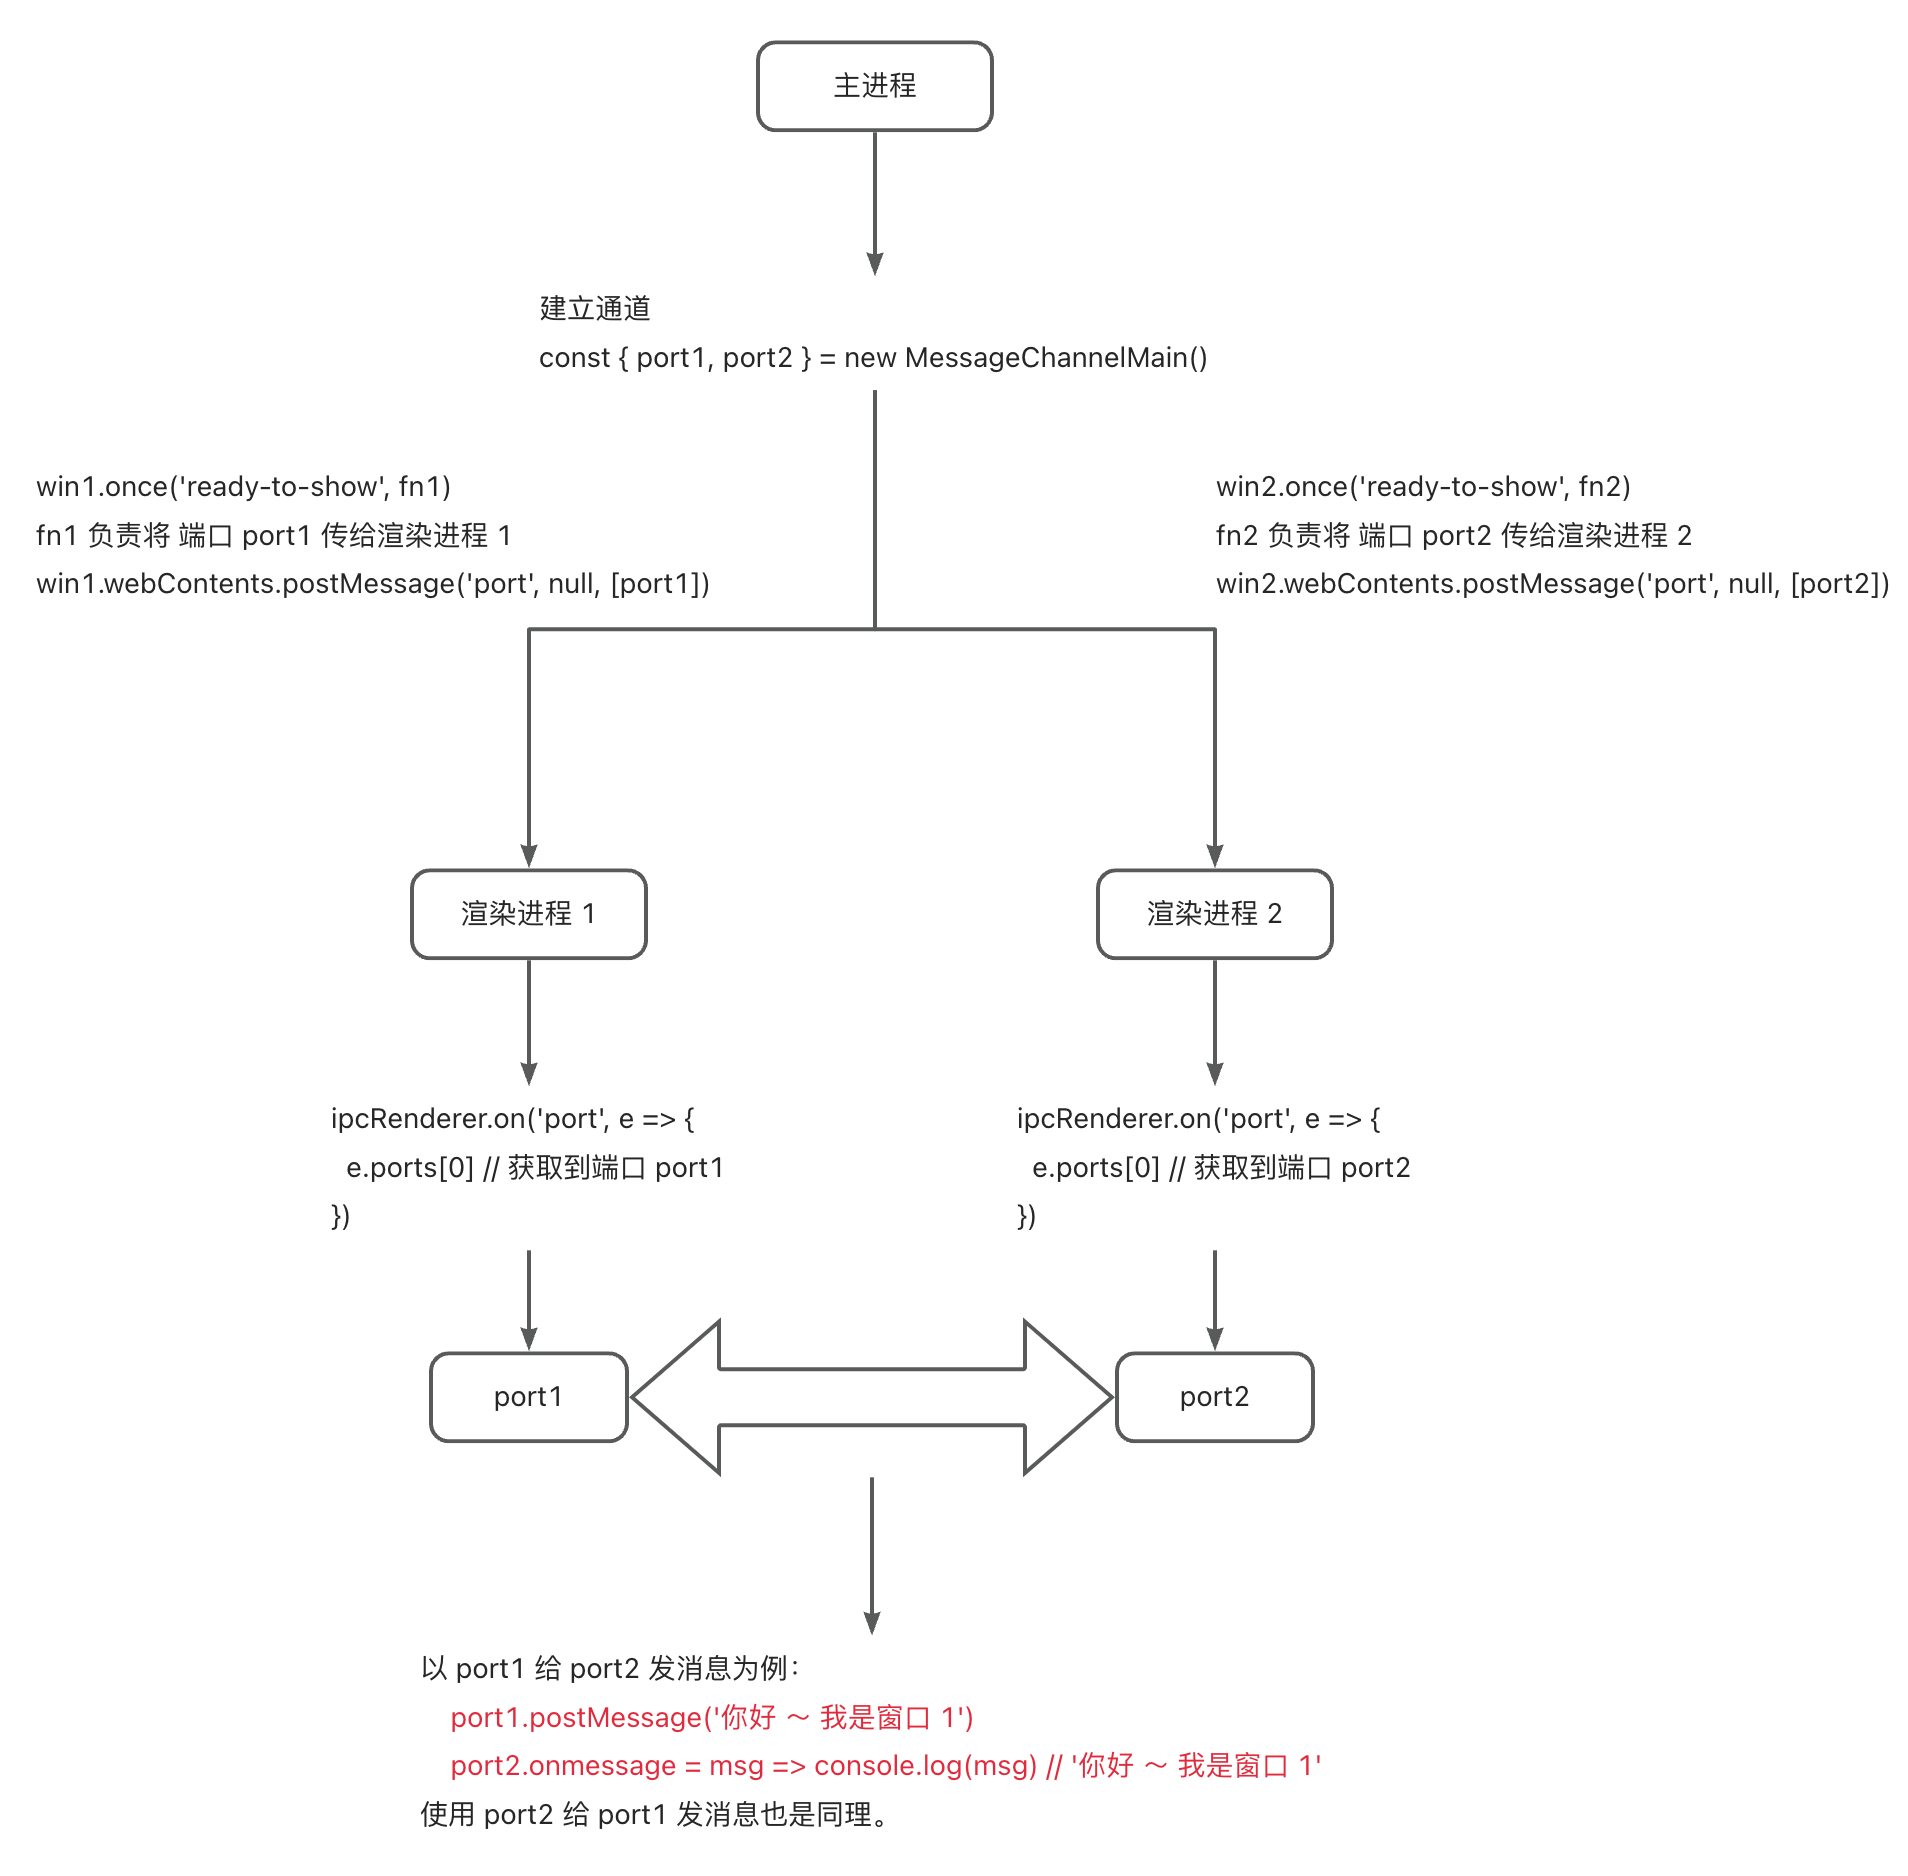 主进程
建立通道
const { port1, port2 } = new MessageChannelMain()
win1.once('ready-to-show', fn1)
fn1 负责将 端口 port1 传给渲染进程 1
win1.webContents.postMessage('port', null, [port1])
win2.once('ready-to-show', fn2)
fn2 负责将 端口 port2 传给渲染进程 2
win2.webContents.postMessage('port', null, [port2])
渲染进程 1
渲染进程 2
ipcRenderer.on('port', e => {
  e.ports[0] // 获取到端口 port1
})
ipcRenderer.on('port', e => {
  e.ports[0] // 获取到端口 port2
})
port1
port2
以 port1 给 port2 发消息为例：
port1.postMessage('你好 ～ 我是窗口 1')
port2.onmessage = msg => console.log(msg) // '你好 ～ 我是窗口 1'
使用 port2 给 port1 发消息也是同理。